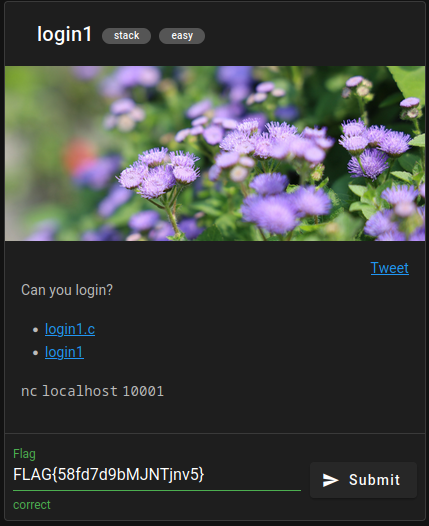 login1 stack easy
Tweet
Can you login?
login1.c
login1
nc localhost 10001
Flag
FLAG{58fd7d9bMJNTjnv5}
Submit
correct